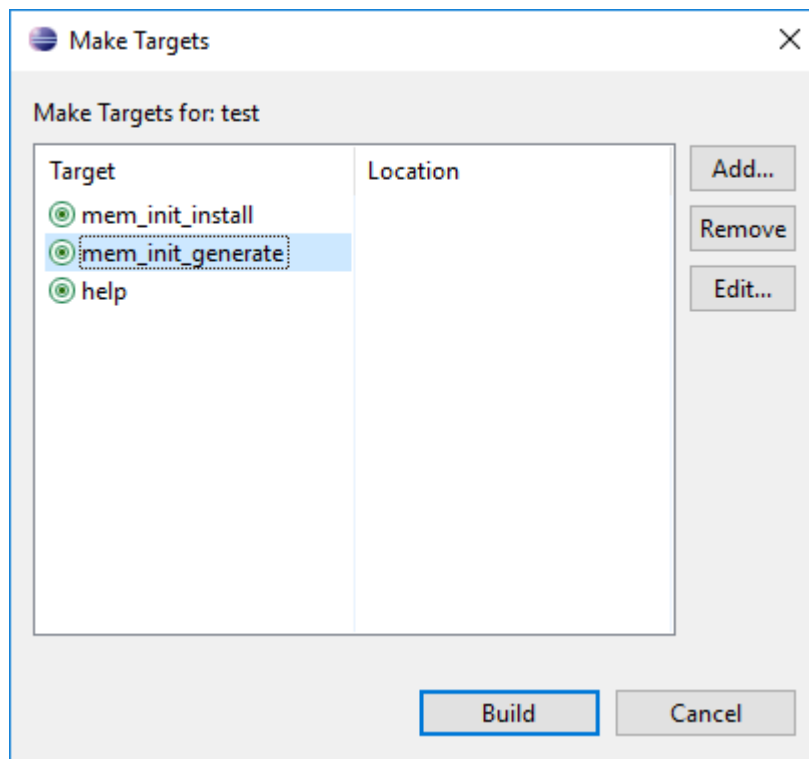 Make Targets
Make Targets for: test
Target Location
mem_init_install
mem_init_generate
help
Add...
Remove
Edit...
Build Cancel